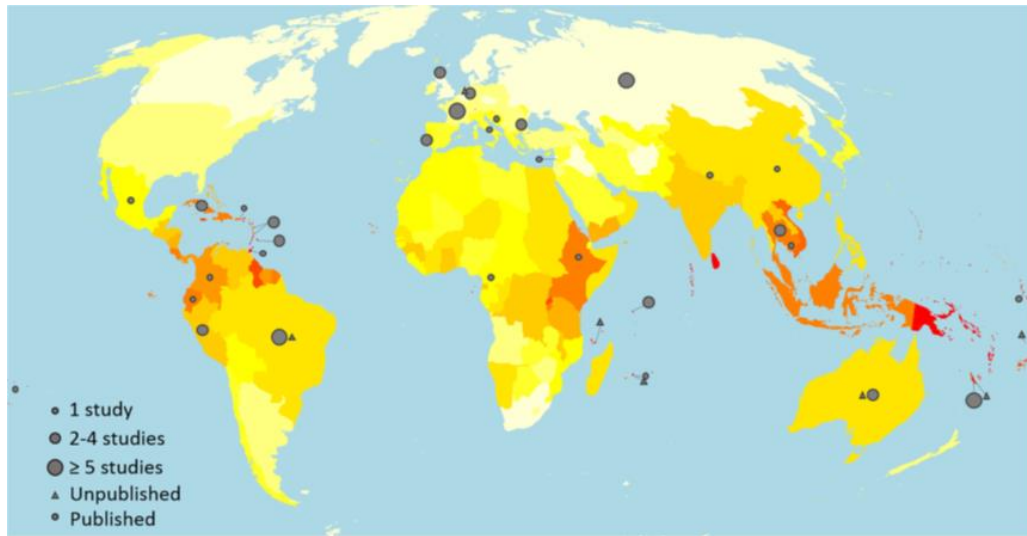 1 study
2-4 studies
≥ 5 studies
Unpublished
Published